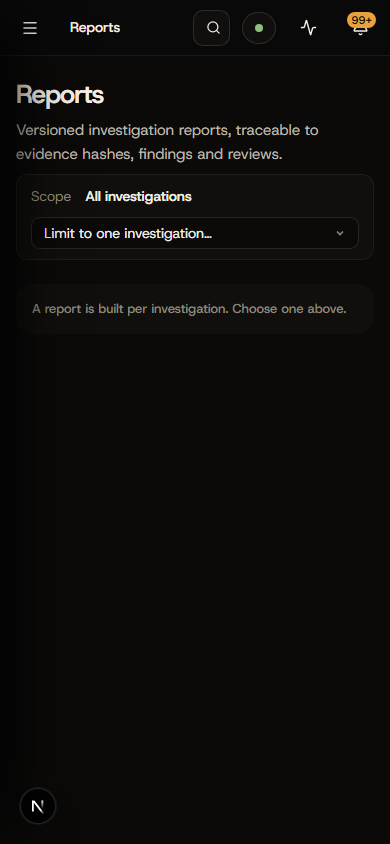 Reports
99+
Reports
Versioned investigation reports, traceable to
evidence hashes, findings and reviews.
Scope All investigations
Limit to one investigation...
A report is built per investigation. Choose one above.
N